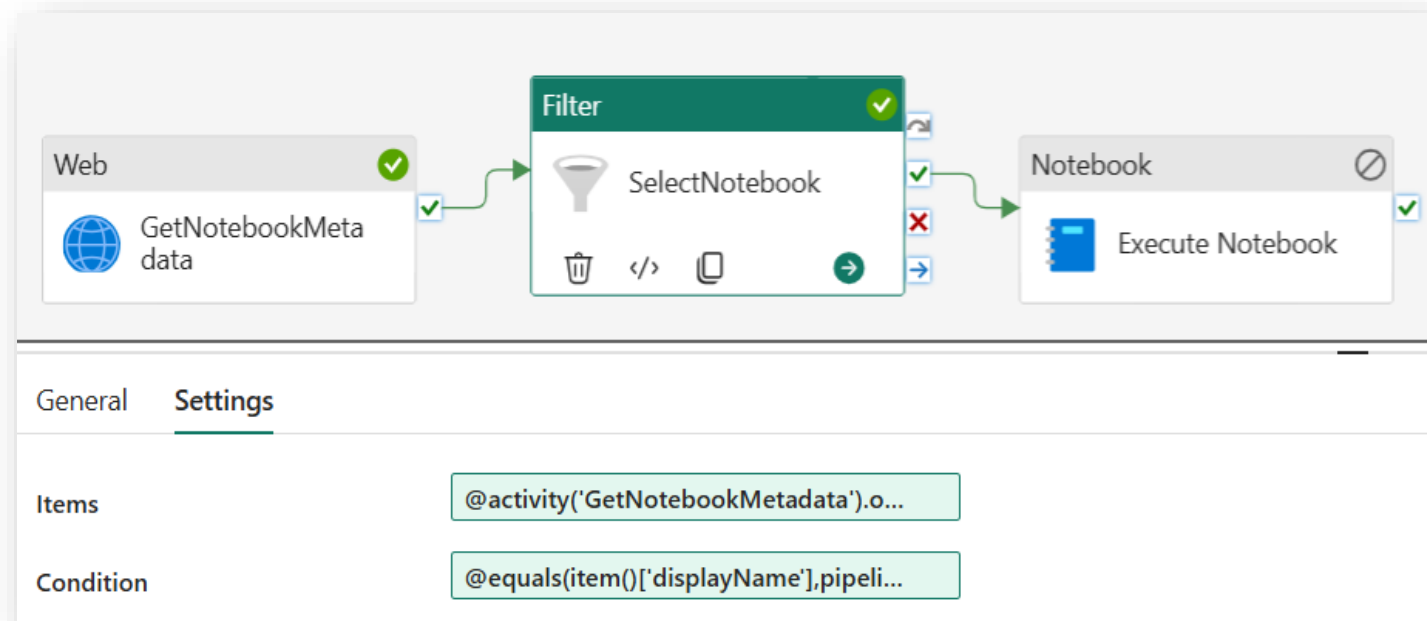 Web
GetNotebookMeta
data
Filter
SelectNotebook
Notebook
Execute Notebook
General
Settings
Items
@activity('GetNotebookMetadata').o...
Condition
@equals(item()['displayName'],pipeli...